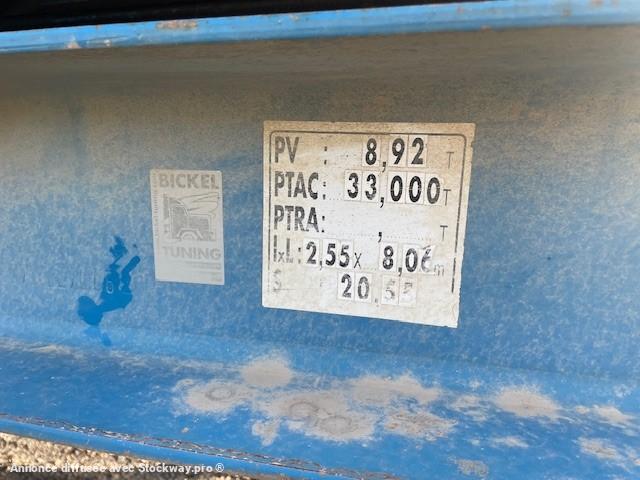 BICKEL
TUNING
PV : 8,92 T
PTAC: 33,000 T
PTRA: , T
lxL: 2,55 x 8,06 m
S 20,55
Annonce diffusée avec Stockway.pro ®